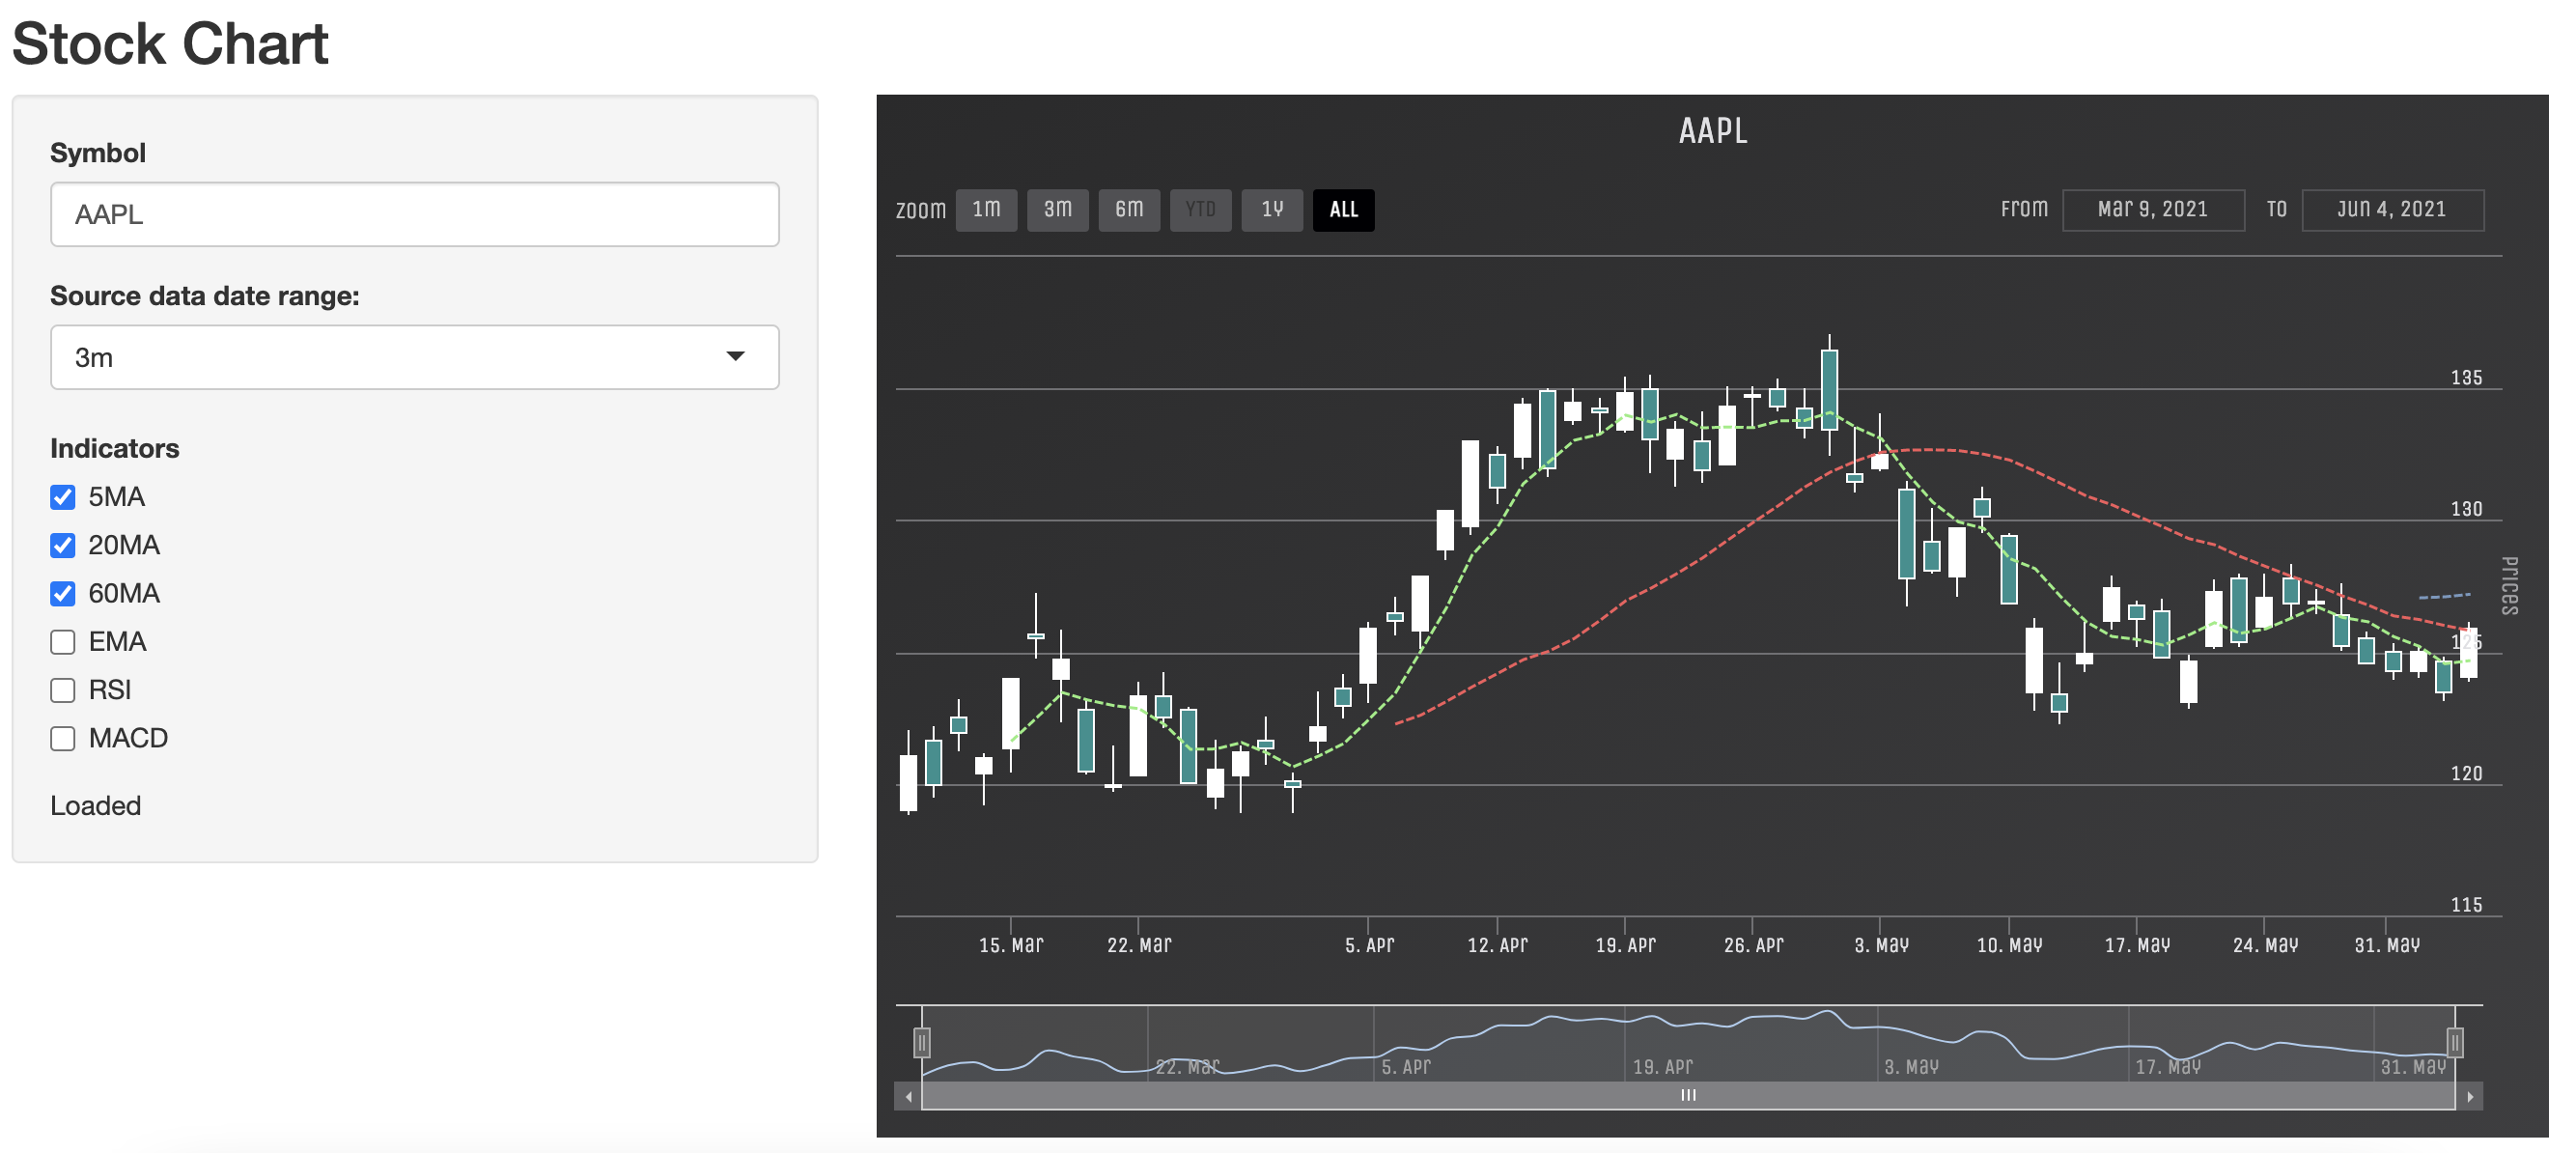 Stock Chart
Symbol
AAPL
Source data date range:
3m
Indicators
5MA
20MA
60MA
EMA
RSI
MACD
Loaded
AAPL
Zoom 1m 3m 6m YTD 1Y ALL From Mar 9, 2021 To Jun 4, 2021
135
130
Prices
125
120
115
15. Mar 22. Mar 5. Apr 12. Apr 19. Apr 26. Apr 3. May 10. May 17. May 24. May 31. May
22. Mar 5. Apr 19. Apr 3. May 17. May 31. May